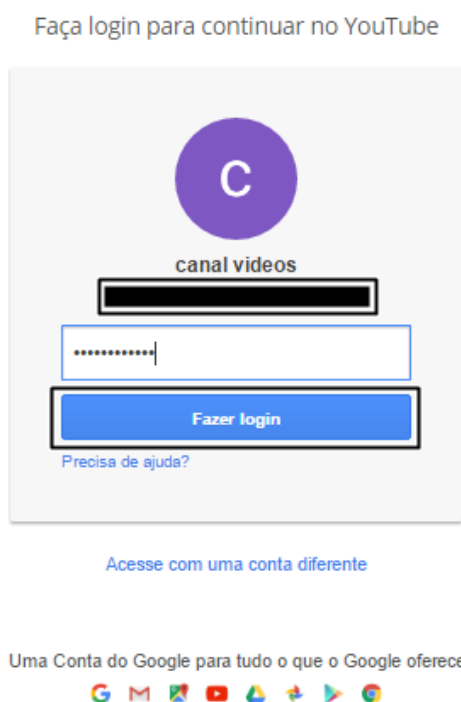 Faça login para continuar no YouTube
C
canal videos
••••••••••••
Fazer login
Precisa de ajuda?
Acesse com uma conta diferente
Uma Conta do Google para tudo o que o Google oferece